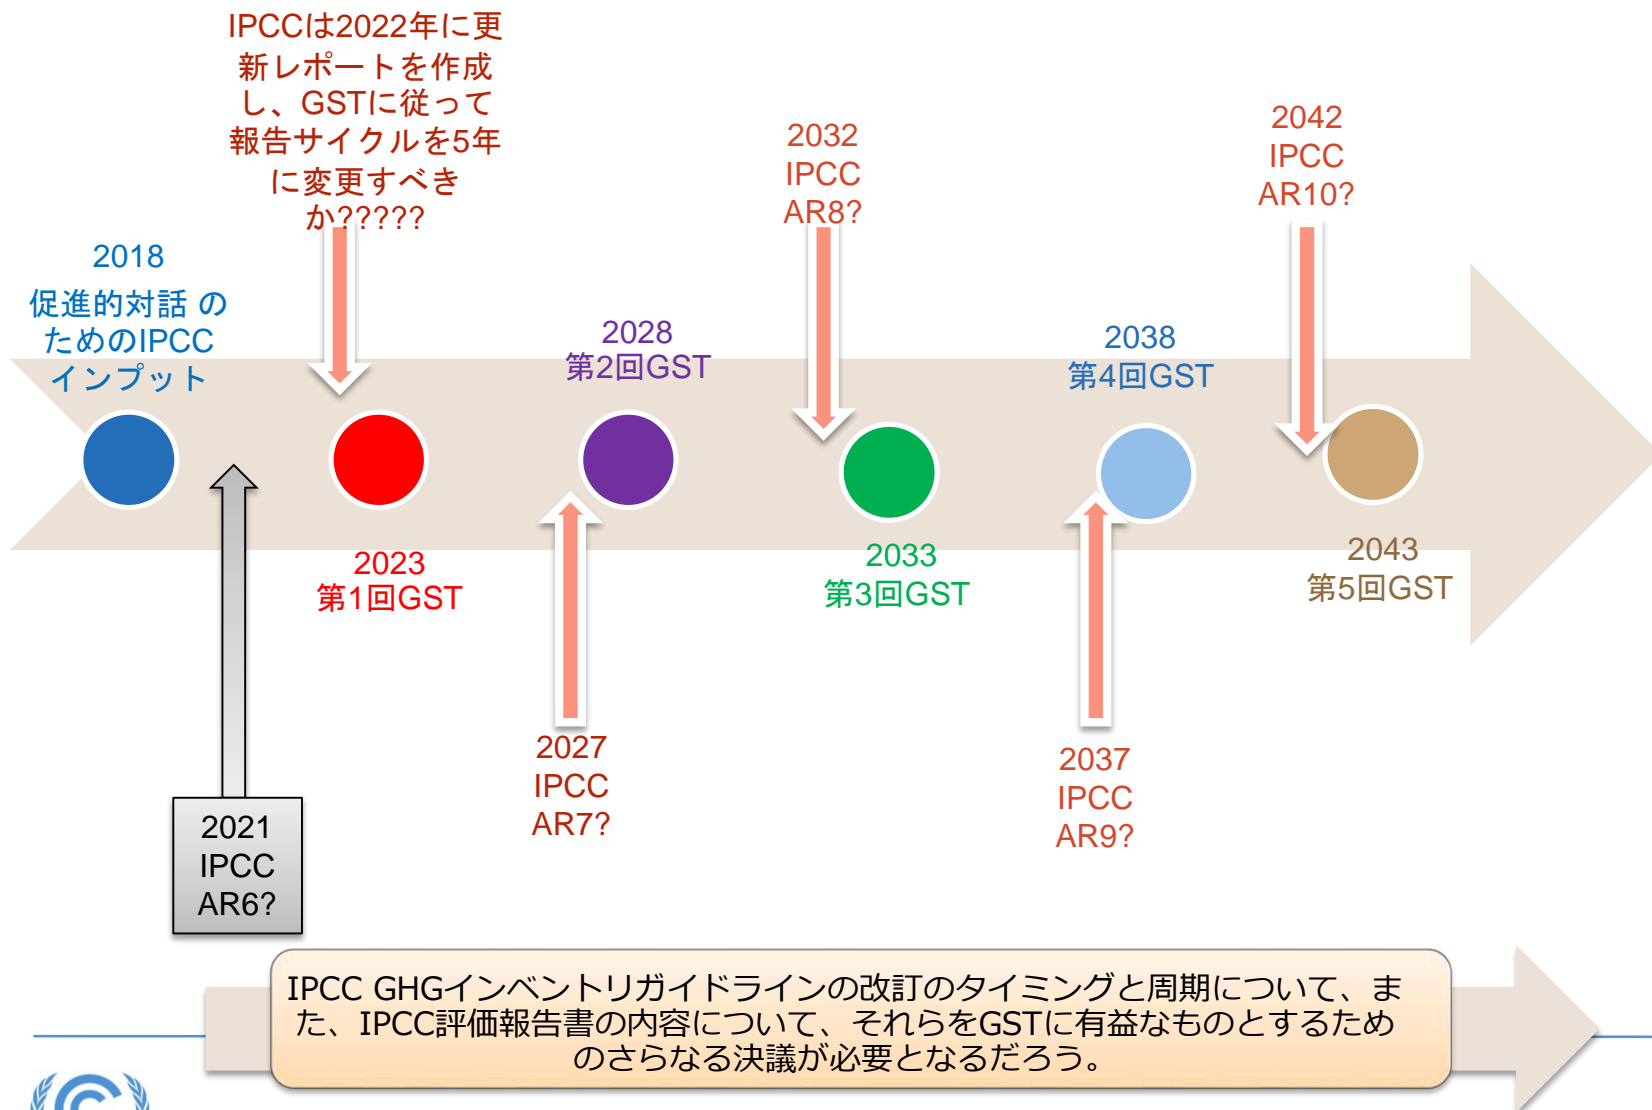 IPCCは2022年に更
新レポートを作成
し、GSTに従って
報告サイクルを5年
に変更すべき
か?????
2032
IPCC
AR8?
2042
IPCC
AR10?
2018
促進的対話 の
ためのIPCC
インプット
2028
第2回GST
2038
第4回GST
2023
第1回GST
2033
第3回GST
2043
第5回GST
2027
IPCC
AR7?
2037
IPCC
AR9?
2021
IPCC
AR6?
IPCC GHGインベントリガイドラインの改訂のタイミングと周期について、ま
た、IPCC評価報告書の内容について、それらをGSTに有益なものとするため
のさらなる決議が必要となるだろう。